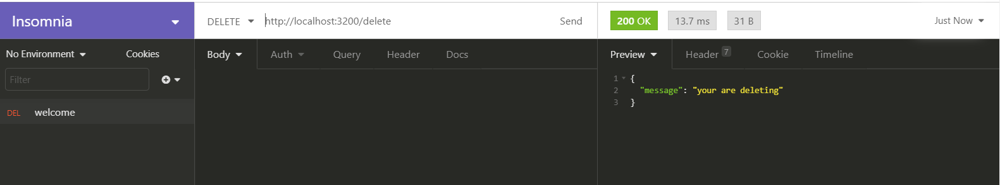 Insomnia
DELETE http://localhost:3200/delete Send
200 OK 13.7 ms 31 B Just Now
No Environment Cookies
Body Auth Query Header Docs
Preview Header 7 Cookie Timeline
Filter
DEL welcome
1 {
2 "message": "your are deleting"
3 }